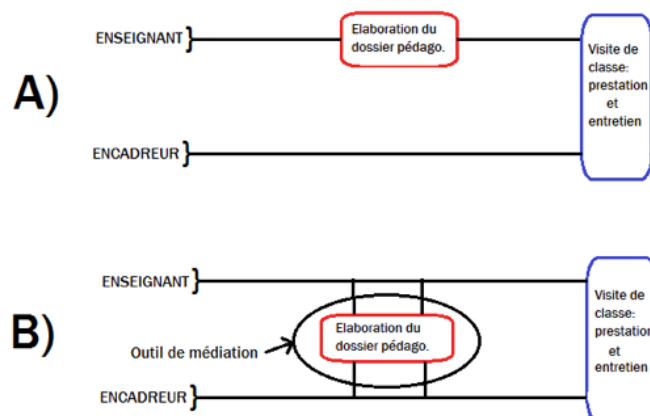 ENSEIGNANT}
Elaboration du
dossier pédago.
Visite de
classe:
prestation
et
entretien
A)
ENCADREUR}
ENSEIGNANT}
B)
Elaboration du
dossier pédago.
Outil de médiation
Visite de
classe:
prestation
et
entretien
ENCADREUR}